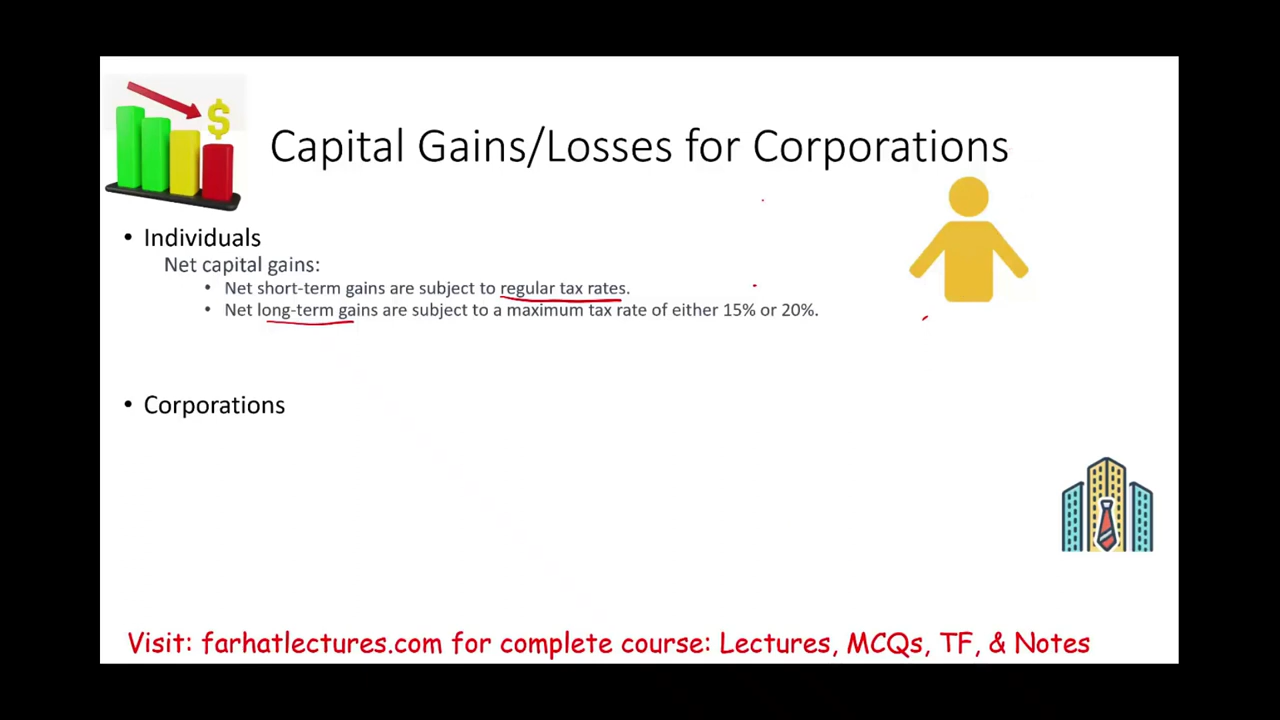 Capital Gains/Losses for Corporations
• Individuals
Net capital gains:
• Net short-term gains are subject to regular tax rates.
• Net long-term gains are subject to a maximum tax rate of either 15% or 20%.
• Corporations
Visit: farhatlectures.com for complete course: Lectures, MCQs, TF, & Notes